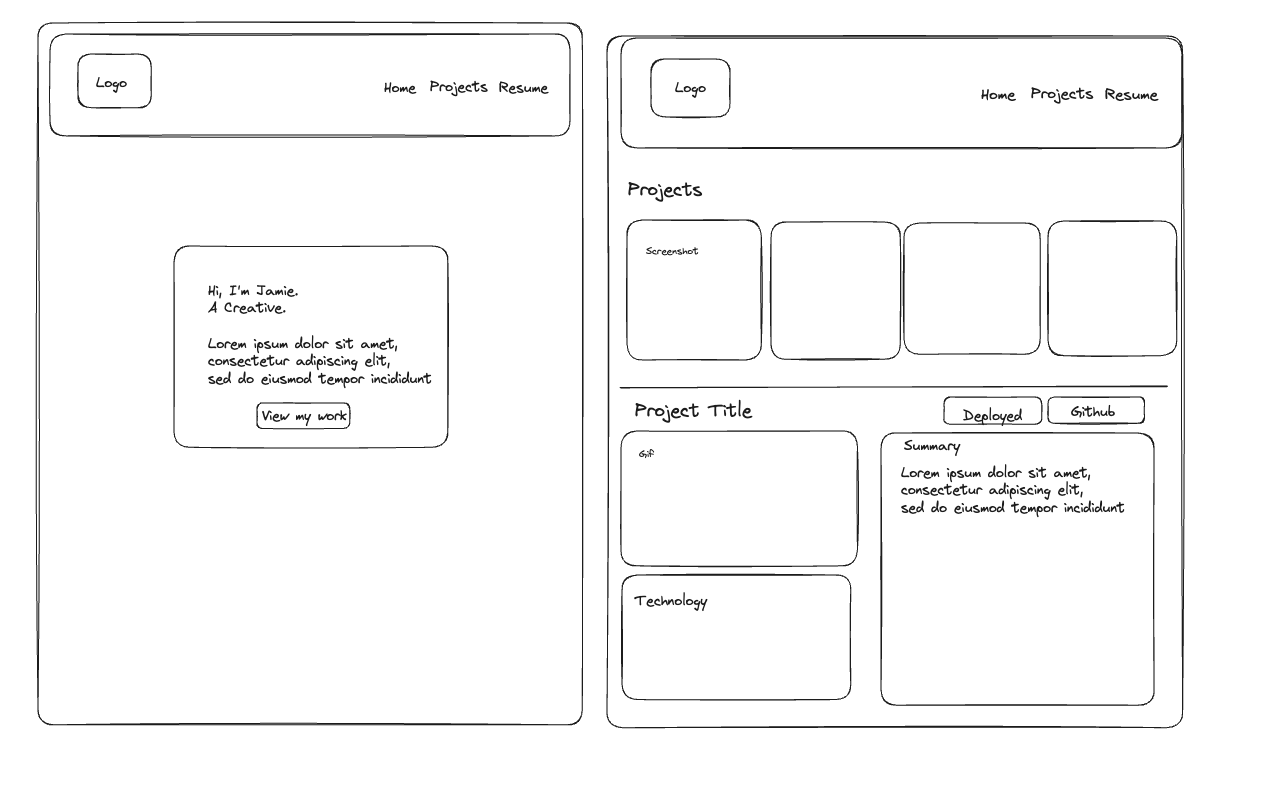 Logo
Home Projects Resume
Hi, I'm Jamie.
A Creative.
Lorem ipsum dolor sit amet,
consectetur adipiscing elit,
sed do eiusmod tempor incididunt
View my work
Logo
Home Projects Resume
Projects
Screenshot
Project Title
Deployed
Github
Gif
Technology
Summary
Lorem ipsum dolor sit amet,
consectetur adipiscing elit,
sed do eiusmod tempor incididunt